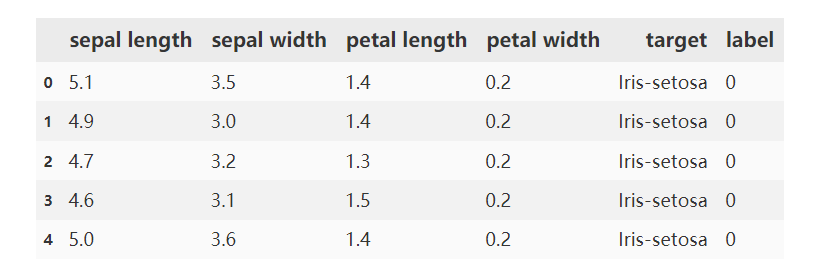 sepal length sepal width petal length petal width target label
0 5.1 3.5 1.4 0.2 Iris-setosa 0
1 4.9 3.0 1.4 0.2 Iris-setosa 0
2 4.7 3.2 1.3 0.2 Iris-setosa 0
3 4.6 3.1 1.5 0.2 Iris-setosa 0
4 5.0 3.6 1.4 0.2 Iris-setosa 0